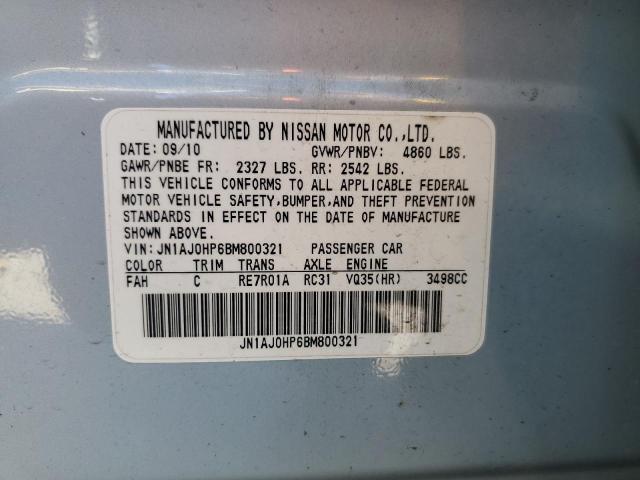 MANUFACTURED BY NISSAN MOTOR CO.,LTD.
DATE: 09/10 GVWR/PNBV: 4860 LBS.
GAWR/PNBE FR: 2327 LBS. RR: 2542 LBS.
THIS VEHICLE CONFORMS TO ALL APPLICABLE FEDERAL
MOTOR VEHICLE SAFETY,BUMPER,AND THEFT PREVENTION
STANDARDS IN EFFECT ON THE DATE OF MANUFACTURE
SHOWN ABOVE.
VIN: JN1AJ0HP6BM800321 PASSENGER CAR
COLOR TRIM TRANS AXLE ENGINE
FAH C RE7R01A RC31 VQ35(HR) 3498CC
JN1AJ0HP6BM800321